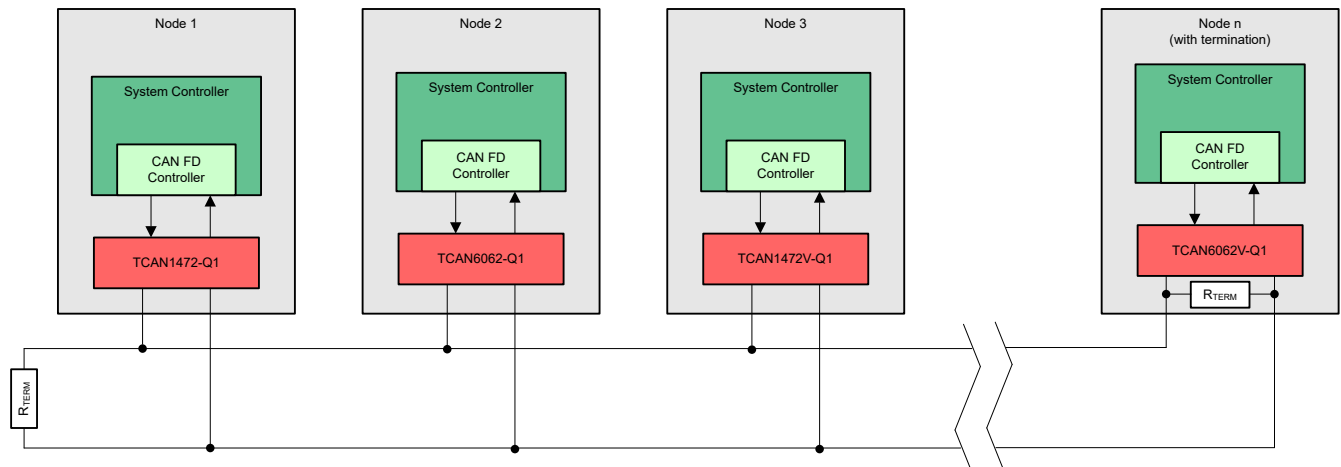 Node 1
System Controller
CAN FD
Controller
TCAN1472-Q1
Node 2
System Controller
CAN FD
Controller
TCAN6062-Q1
Node 3
System Controller
CAN FD
Controller
TCAN1472V-Q1
Node n
(with termination)
System Controller
CAN FD
Controller
TCAN6062V-Q1
RTERM
RTERM